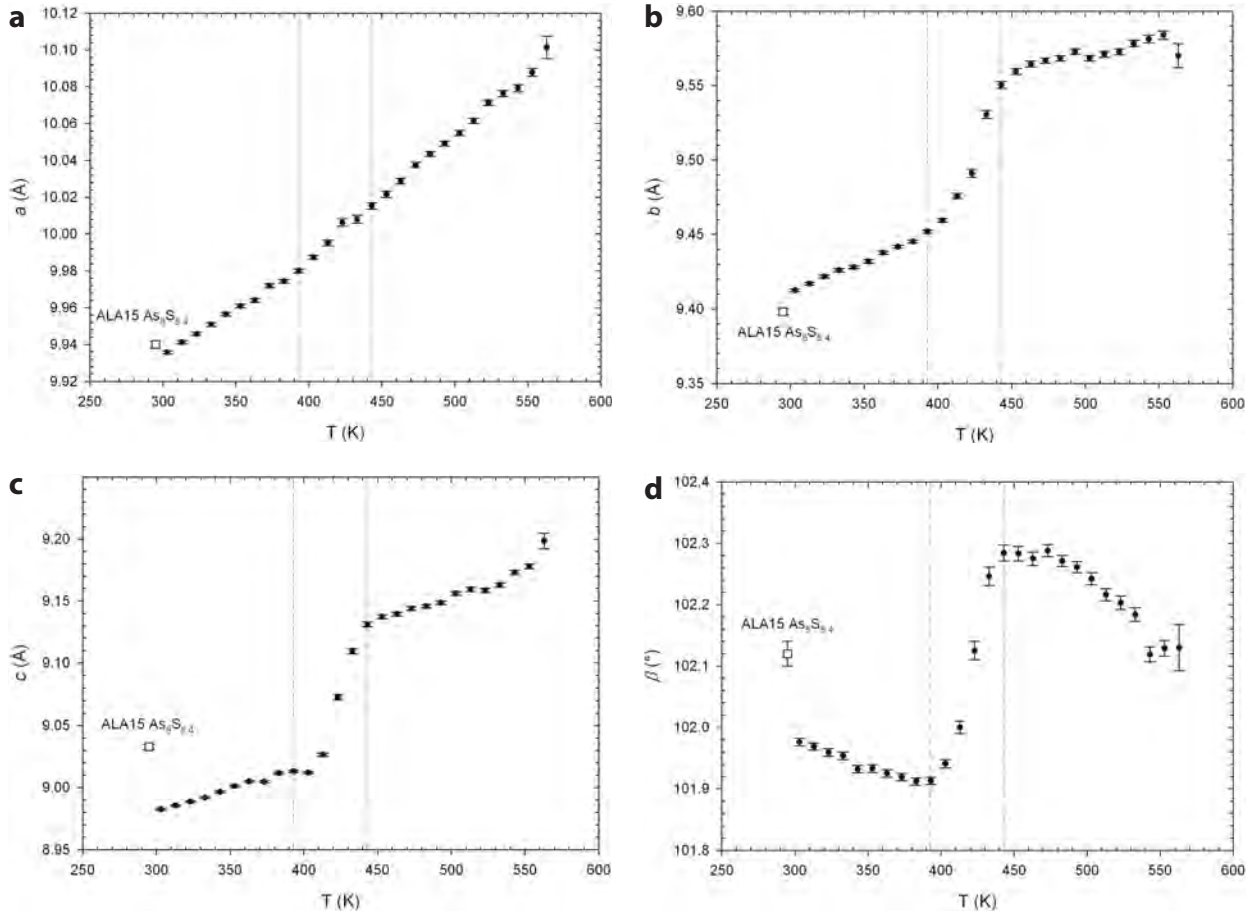 a
10.12
10.10
10.08
10.06
10.04
10.02
10.00
9.98
9.96
9.94
9.92
a (Å)
ALA15 As₈S₈.₄
250 300 350 400 450 500 550 600
T (K)
b
9.60
9.55
9.50
9.45
9.40
9.35
b (Å)
ALA15 As₈S₈.₄
250 300 350 400 450 500 550 600
T (K)
c
9.20
9.15
9.10
9.05
9.00
8.95
c (Å)
ALA15 As₈S₈.₄
250 300 350 400 450 500 550 600
T (K)
d
102.4
102.3
102.2
102.1
102.0
101.9
101.8
β (°)
ALA15 As₈S₈.₄
250 300 350 400 450 500 550 600
T (K)